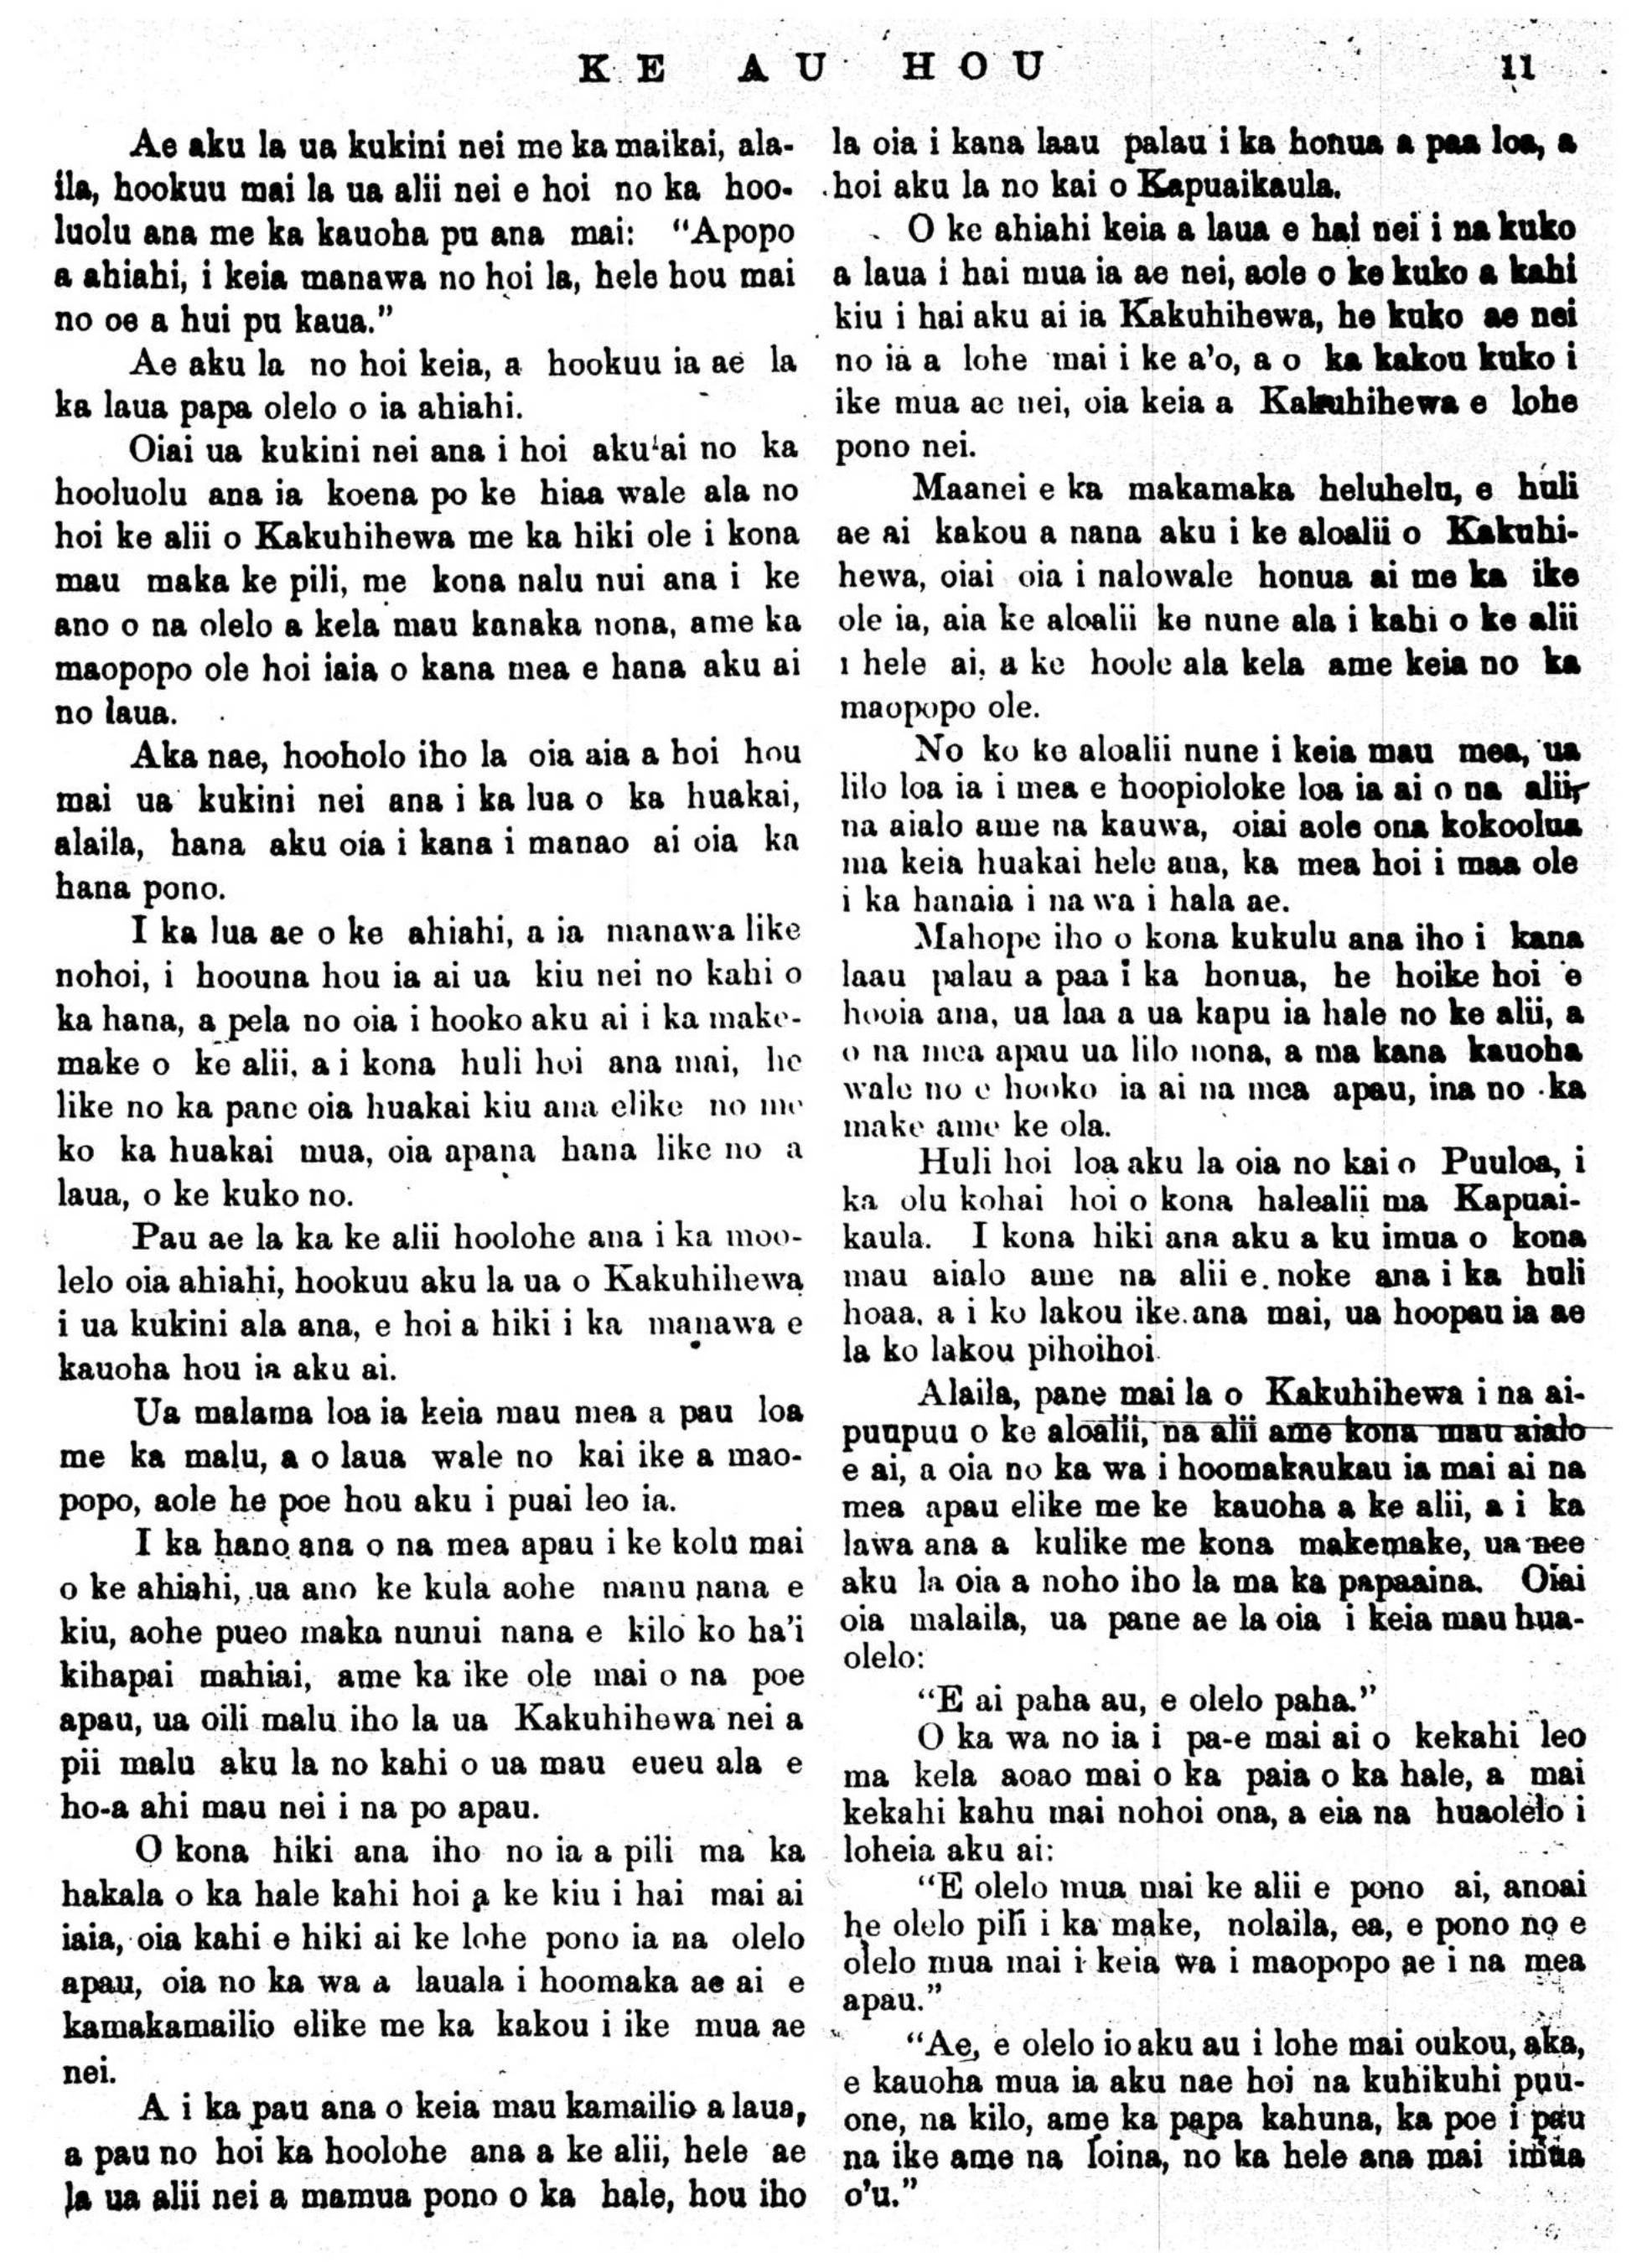 KE AU HOU 11
Ae aku la ua kukini nei me ka maikai, ala-
ila, hookuu mai la ua alii nei e hoi no ka hoo-
luolu ana me ka kauoha pu ana mai: "Apopo
a ahiahi, i keia manawa no hoi la, hele hou mai
no oe a hui pu kaua."
Ae aku la no hoi keia, a hookuu ia ae la
ka laua papa olelo o ia ahiahi.
Oiai ua kukini nei ana i hoi aku ai no ka
hooluolu ana ia koena po ke hiaa wale ala no
hoi ke alii o Kakuhihewa me ka hiki ole i kona
mau maka ke pili, me kona nalu nui ana i ke
ano o na olelo a kela mau kanaka nona, ame ka
maopopo ole hoi iaia o kana mea e hana aku ai
no laua.
Aka nae, hooholo iho la oia aia a hoi hou
mai ua kukini nei ana i ka lua o ka huakai,
alaila, hana aku oia i kana i manao ai oia ka
hana pono.
I ka lua ae o ke ahiahi, a ia manawa like
nohoi, i hoouna hou ia ai ua kiu nei no kahi o
ka hana, a pela no oia i hooko aku ai i ka make-
make o ke alii, a i kona huli hoi ana mai, he
like no ka pane oia huakai kiu ana elike no me
ko ka huakai mua, oia apana hana like no a
laua, o ke kuko no.
Pau ae la ka ke alii hoolohe ana i ka moo-
lelo oia ahiahi, hookuu aku la ua o Kakuhihewa
i ua kukini ala ana, e hoi a hiki i ka manawa e
kauoha hou ia aku ai.
Ua malama loa ia keia mau mea a pau loa
me ka malu, a o laua wale no kai ike a mao-
popo, aole he poe hou aku i puai leo ia.
I ka hano ana o na mea apau i ke kolu mai
o ke ahiahi, ua ano ke kula aohe manu nana e
kiu, aohe pueo maka nunui nana e kilo ko ha'i
kihapai mahiai, ame ka ike ole mai o na poe
apau, ua oili malu iho la ua Kakuhihewa nei a
pii malu aku la no kahi o ua mau eueu ala e
ho-a ahi mau nei i na po apau.
O kona hiki ana iho no ia a pili ma ka
hakala o ka hale kahi hoi a ke kiu i hai mai ai
iaia, oia kahi e hiki ai ke lohe pono ia na olelo
apau, oia no ka wa a lauala i hoomaka ae ai e
kamakamailio elike me ka kakou i ike mua ae
nei.
A i ka pau ana o keia mau kamailio a laua,
a pau no hoi ka hoolohe ana a ke alii, hele ae
la ua alii nei a mamua pono o ka hale, hou iho
la oia i kana laau palau i ka honua a paa loa, a
hoi aku la no kai o Kapuaikaula.
O ke ahiahi keia a laua e hai nei i na kuko
a laua i hai mua ia ae nei, aole o ke kuko a kahi
kiu i hai aku ai ia Kakuhihewa, he kuko ae nei
no ia a lohe mai i ke a'o, a o ka kakou kuko i
ike mua ae nei, oia keia a Kakuhihewa e lohe
pono nei.
Maanei e ka makamaka heluhelu, e huli
ae ai kakou a nana aku i ke aloalii o Kakuhi-
hewa, oiai oia i nalowale honua ai me ka ike
ole ia, aia ke aloalii ke nune ala i kahi o ke alii
i hele ai, a ke hoole ala kela ame keia no ka
maopopo ole.
No ko ke aloalii nune i keia mau mea, ua
lilo loa ia i mea e hoopioloke loa ia ai o na alii,
na aialo ame na kauwa, oiai aole ona kokoolua
ma keia huakai hele ana, ka mea hoi i maa ole
i ka hanaia i na wa i hala ae.
Mahope iho o kona kukulu ana iho i kana
laau palau a paa i ka honua, he hoike hoi e
hooia ana, ua laa a ua kapu ia hale no ke alii, a
o na mea apau ua lilo nona, a ma kana kauoha
wale no e hooko ia ai na mea apau, ina no ka
make ame ke ola.
Huli hoi loa aku la oia no kai o Puuloa, i
ka olu kohai hoi o kona halealii ma Kapuai-
kaula. I kona hiki ana aku a ku imua o kona
mau aialo ame na alii e noke ana i ka huli
hoaa, a i ko lakou ike ana mai, ua hoopau ia ae
la ko lakou pihoihoi.
Alaila, pane mai la o Kakuhihewa i na ai-
puupuu o ke aloalii, na alii ame kona mau aialo
e ai, a oia no ka wa i hoomakaukau ia mai ai na
mea apau elike me ke kauoha a ke alii, a i ka
lawa ana a kulike me kona makemake, ua nee
aku la oia a noho iho la ma ka papaaina. Oiai
oia malaila, ua pane ae la oia i keia mau hua-
olelo:
"E ai paha au, e olelo paha."
O ka wa no ia i pa-e mai ai o kekahi leo
ma kela aoao mai o ka paia o ka hale, a mai
kekahi kahu mai nohoi ona, a eia na huaolelo i
loheia aku ai:
"E olelo mua mai ke alii e pono ai, anoai
he olelo pili i ka make, nolaila, ea, e pono no e
olelo mua mai i keia wa i maopopo ae i na mea
apau."
"Ae, e olelo io aku au i lohe mai oukou, aka,
e kauoha mua ia aku nae hoi na kuhikuhi puu-
one, na kilo, ame ka papa kahuna, ka poe i pau
na ike ame na loina, no ka hele ana mai imua
o'u."